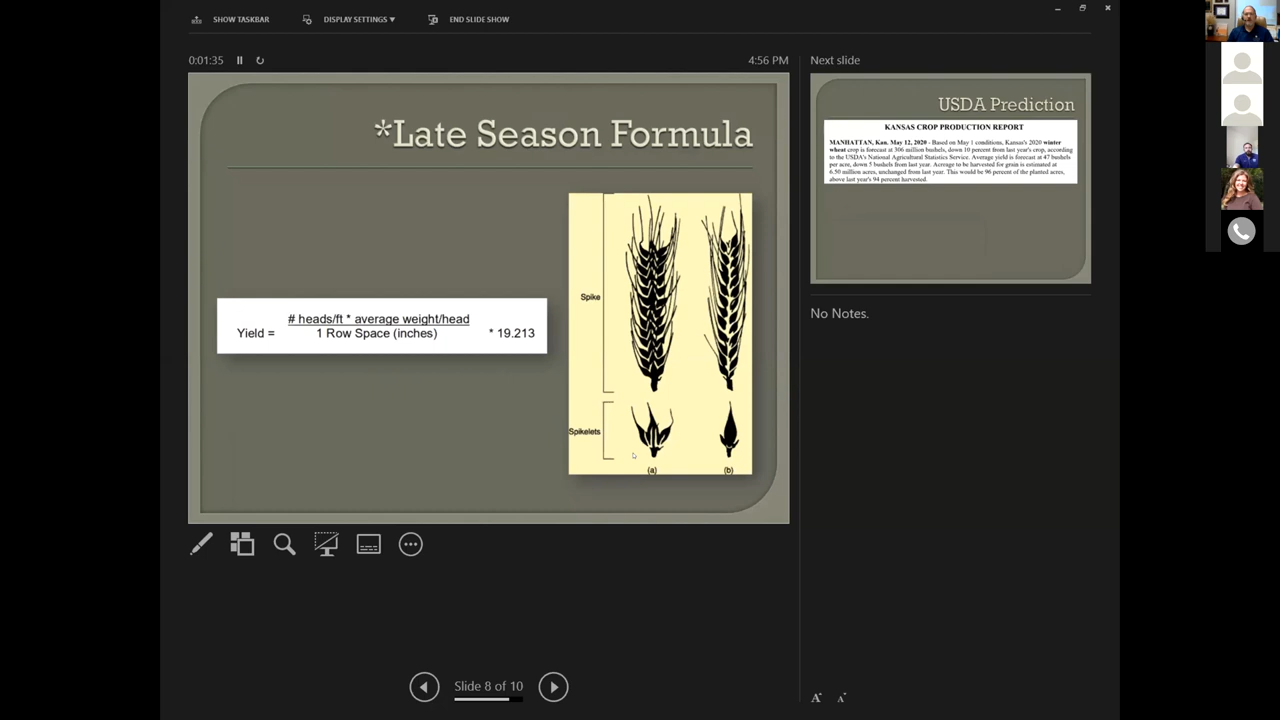 SHOW TASKBAR
DISPLAY SETTINGS ▾
END SLIDE SHOW
0:01:35
4:56 PM
*Late Season Formula
Yield =
# heads/ft * average weight/head
1 Row Space (inches)
* 19.213
Spike
Spikelets
(a)
(b)
Next slide
USDA Prediction
KANSAS CROP PRODUCTION REPORT
MANHATTAN, Kan. May 12, 2020 - Based on May 1 conditions, Kansas's 2020 winter
wheat crop is forecast at 306 million bushels, down 10 percent from last year's crop, according
to the USDA's National Agricultural Statistics Service. Average yield is forecast at 47 bushels
per acre, down 5 bushels from last year. Acreage to be harvested for grain is estimated at
6.50 million acres, unchanged from last year. This would be 96 percent of the planted acres,
above last year's 94 percent harvested.
No Notes.
Slide 8 of 10
A
A